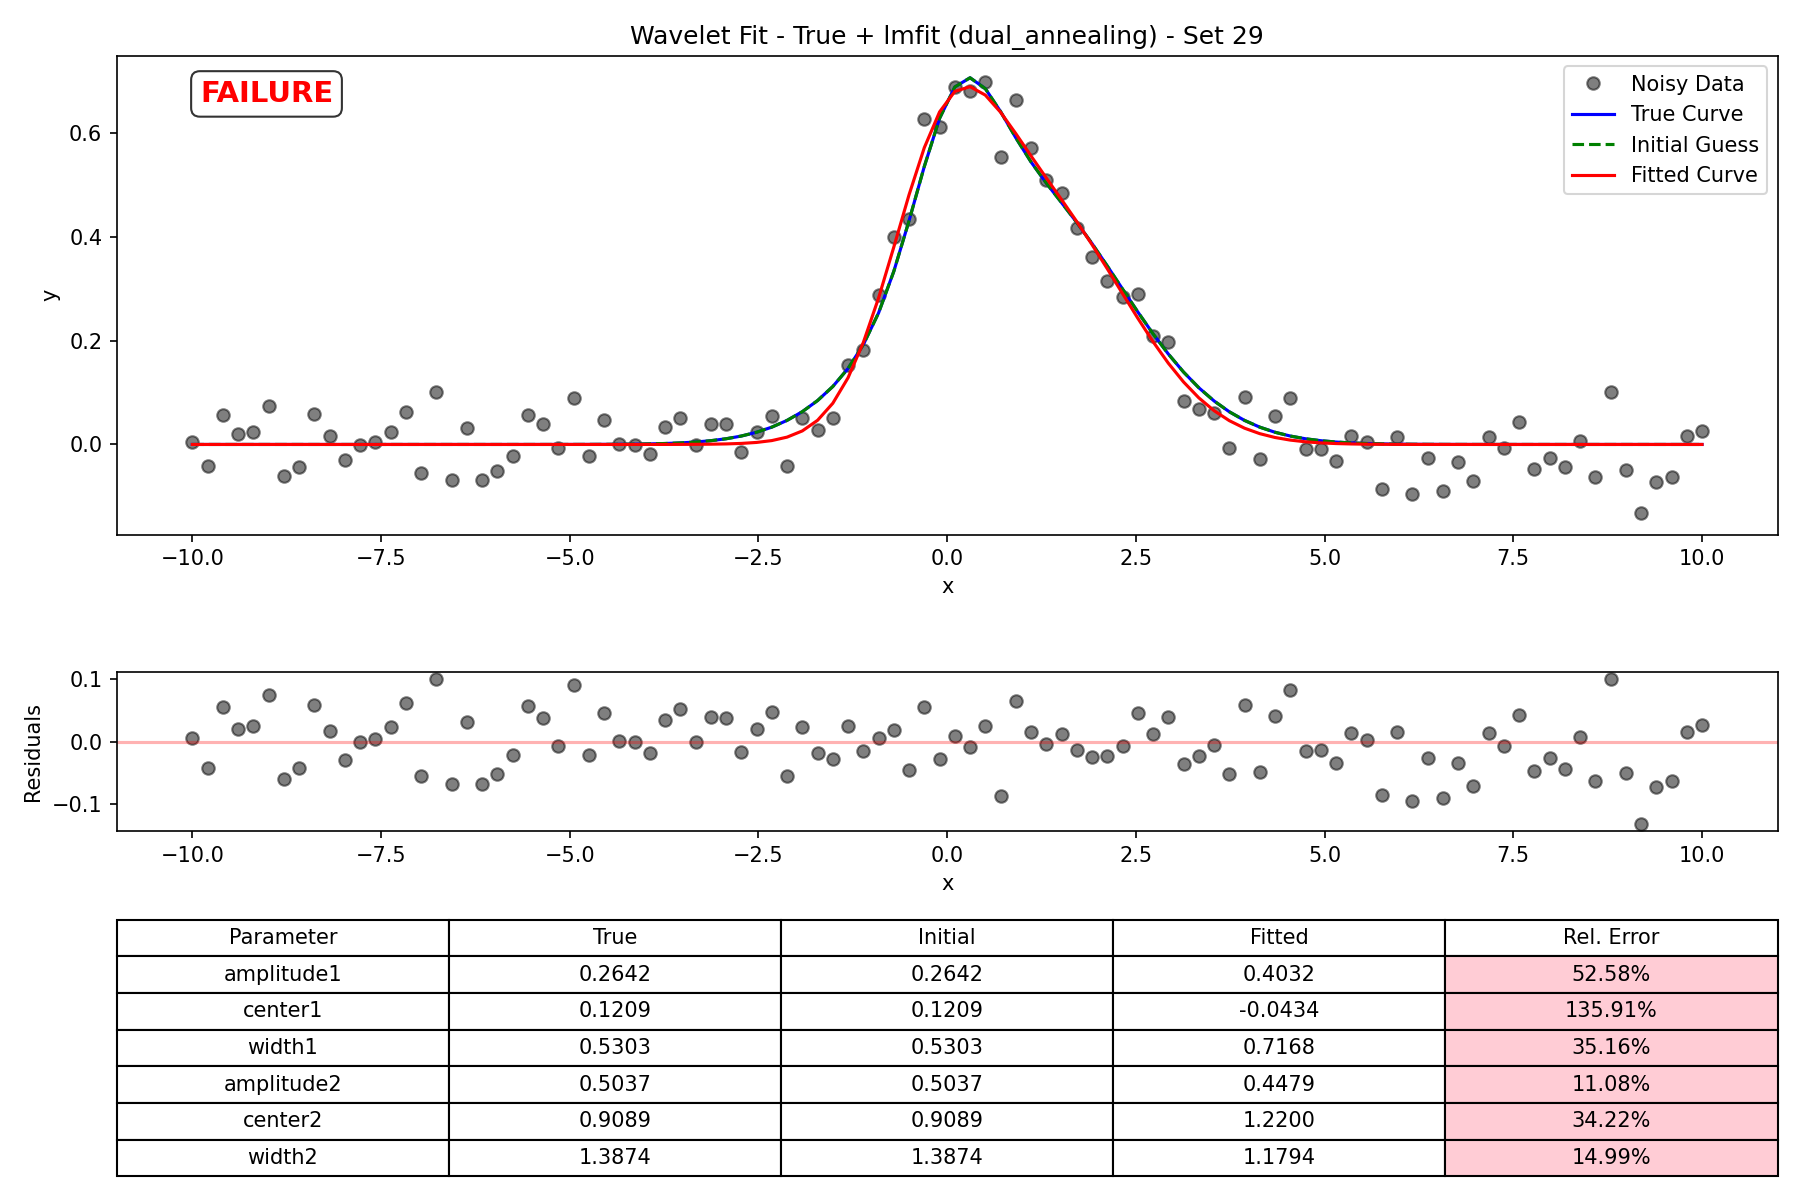 Wavelet Fit - True + lmfit (dual_annealing) - Set 29
FAILURE
Noisy Data
True Curve
Initial Guess
Fitted Curve
y
0.6
0.4
0.2
0.0
−10.0 −7.5 −5.0 −2.5 0.0 2.5 5.0 7.5 10.0
x
Residuals
0.1
0.0
−0.1
−10.0 −7.5 −5.0 −2.5 0.0 2.5 5.0 7.5 10.0
x
Parameter True Initial Fitted Rel. Error
amplitude1 0.2642 0.2642 0.4032 52.58%
center1 0.1209 0.1209 -0.0434 135.91%
width1 0.5303 0.5303 0.7168 35.16%
amplitude2 0.5037 0.5037 0.4479 11.08%
center2 0.9089 0.9089 1.2200 34.22%
width2 1.3874 1.3874 1.1794 14.99%